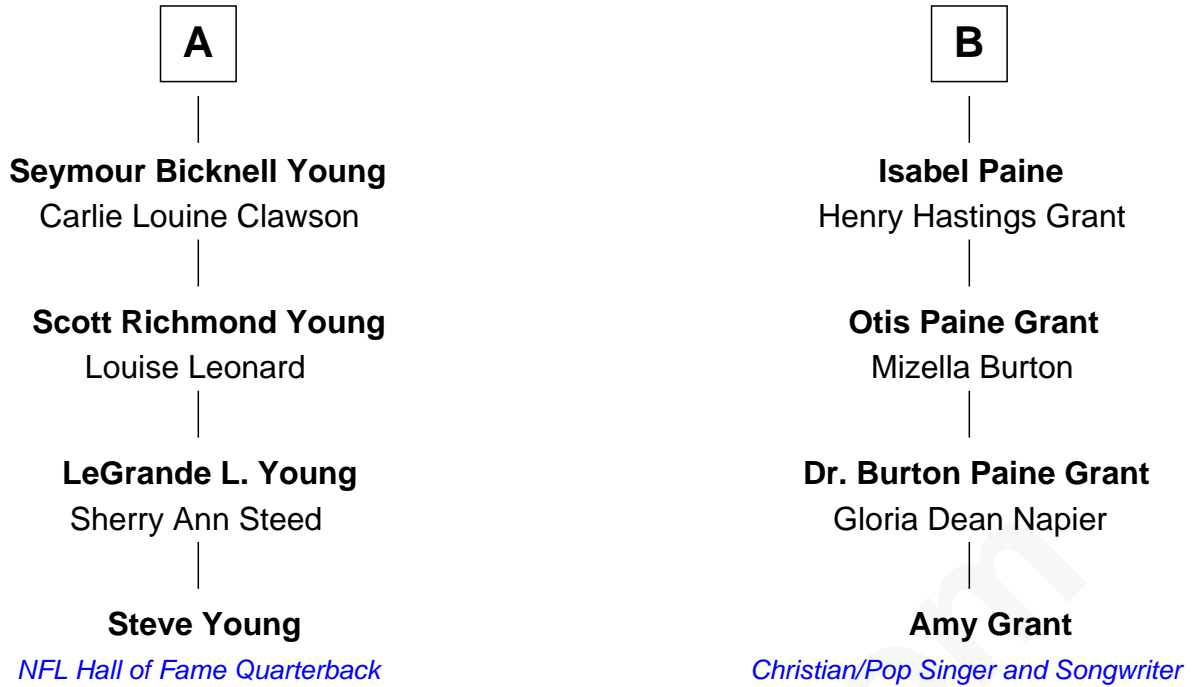 A
B
Seymour Bicknell Young
Carlie Louine Clawson
Isabel Paine
Henry Hastings Grant
Scott Richmond Young
Louise Leonard
Otis Paine Grant
Mizella Burton
LeGrande L. Young
Sherry Ann Steed
Dr. Burton Paine Grant
Gloria Dean Napier
Steve Young
NFL Hall of Fame Quarterback
Amy Grant
Christian/Pop Singer and Songwriter